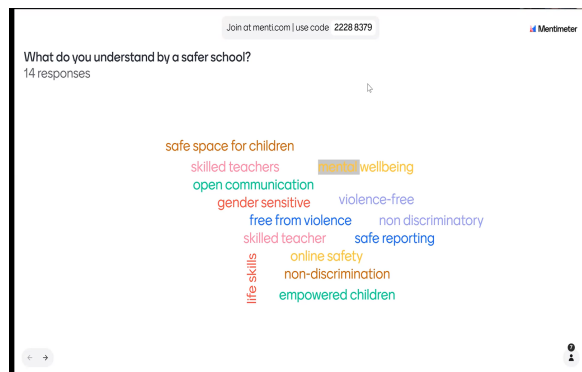 Join at menti.com | use code 2228 8379
Mentimeter
What do you understand by a safer school?
14 responses
safe space for children
skilled teachers
mental wellbeing
open communication
gender sensitive
violence-free
free from violence
non discriminatory
skilled teacher
safe reporting
life skills
online safety
non-discrimination
empowered children
?